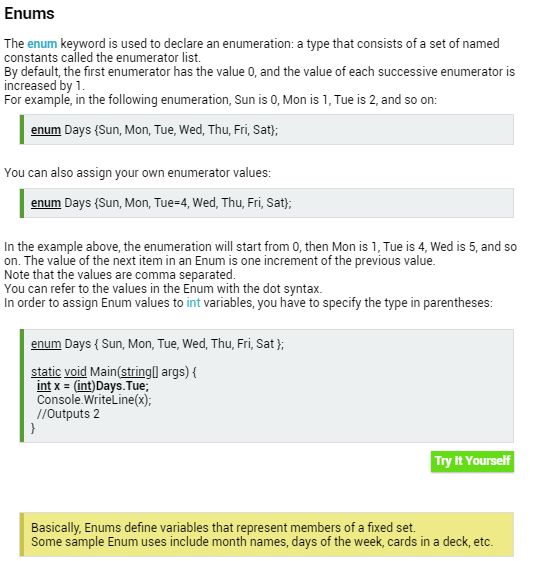 Enums
The enum keyword is used to declare an enumeration: a type that consists of a set of named
constants called the enumerator list.
By default, the first enumerator has the value 0, and the value of each successive enumerator is
increased by 1.
For example, in the following enumeration, Sun is 0, Mon is 1, Tue is 2, and so on:
enum Days {Sun, Mon, Tue, Wed, Thu, Fri, Sat};
You can also assign your own enumerator values:
enum Days {Sun, Mon, Tue=4, Wed, Thu, Fri, Sat};
In the example above, the enumeration will start from 0, then Mon is 1, Tue is 4, Wed is 5, and so
on. The value of the next item in an Enum is one increment of the previous value.
Note that the values are comma separated.
You can refer to the values in the Enum with the dot syntax.
In order to assign Enum values to int variables, you have to specify the type in parentheses:
enum Days { Sun, Mon, Tue, Wed, Thu, Fri, Sat };
static void Main(string[] args) {
int x = (int)Days.Tue;
Console.WriteLine(x);
//Outputs 2
}
Try It Yourself
Basically, Enums define variables that represent members of a fixed set.
Some sample Enum uses include month names, days of the week, cards in a deck, etc.